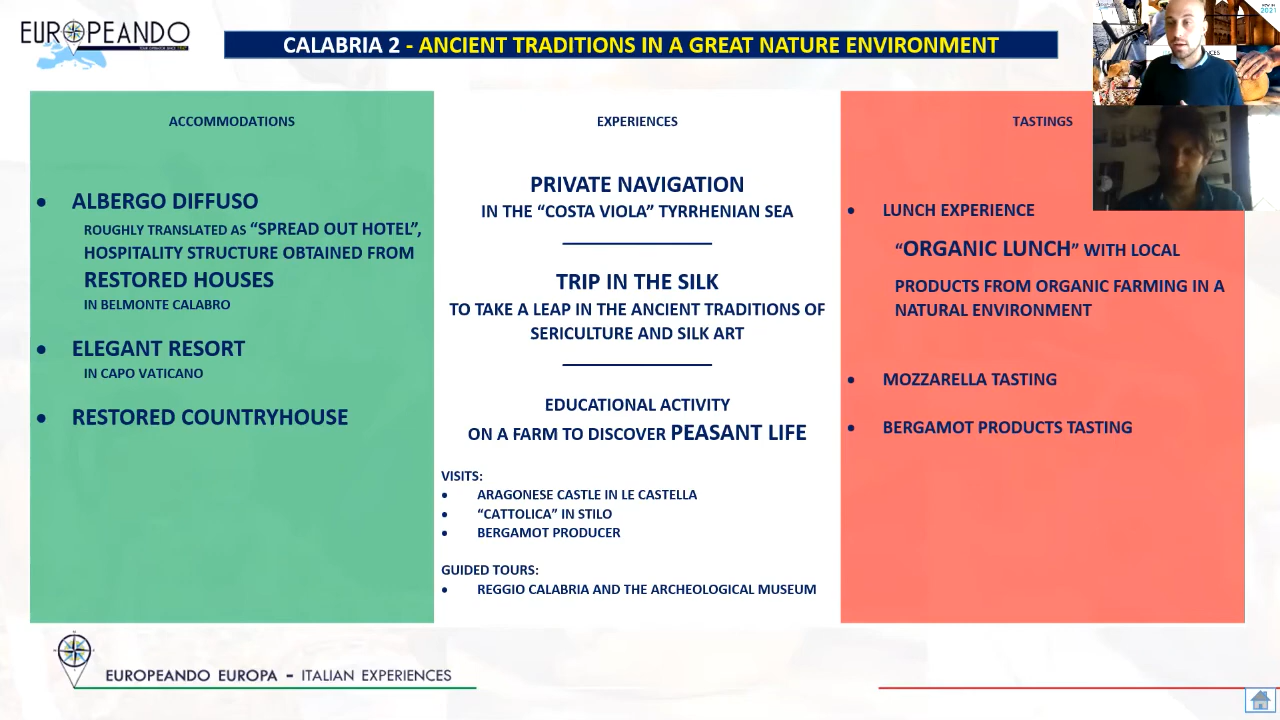 EUROPEANDO
CALABRIA 2 - ANCIENT TRADITIONS IN A GREAT NATURE ENVIRONMENT
2021
ACCOMMODATIONS
• ALBERGO DIFFUSO
ROUGHLY TRANSLATED AS “SPREAD OUT HOTEL”,
HOSPITALITY STRUCTURE OBTAINED FROM
RESTORED HOUSES
IN BELMONTE CALABRO
• ELEGANT RESORT
IN CAPO VATICANO
• RESTORED COUNTRYHOUSE
EXPERIENCES
PRIVATE NAVIGATION
IN THE “COSTA VIOLA” TYRRHENIAN SEA
TRIP IN THE SILK
TO TAKE A LEAP IN THE ANCIENT TRADITIONS OF
SERICULTURE AND SILK ART
EDUCATIONAL ACTIVITY
ON A FARM TO DISCOVER PEASANT LIFE
VISITS:
• ARAGONESE CASTLE IN LE CASTELLA
• “CATTOLICA” IN STILO
• BERGAMOT PRODUCER
GUIDED TOURS:
• REGGIO CALABRIA AND THE ARCHEOLOGICAL MUSEUM
TASTINGS
• LUNCH EXPERIENCE
“ORGANIC LUNCH” WITH LOCAL
PRODUCTS FROM ORGANIC FARMING IN A
NATURAL ENVIRONMENT
• MOZZARELLA TASTING
• BERGAMOT PRODUCTS TASTING
EUROPEANDO EUROPA – ITALIAN EXPERIENCES